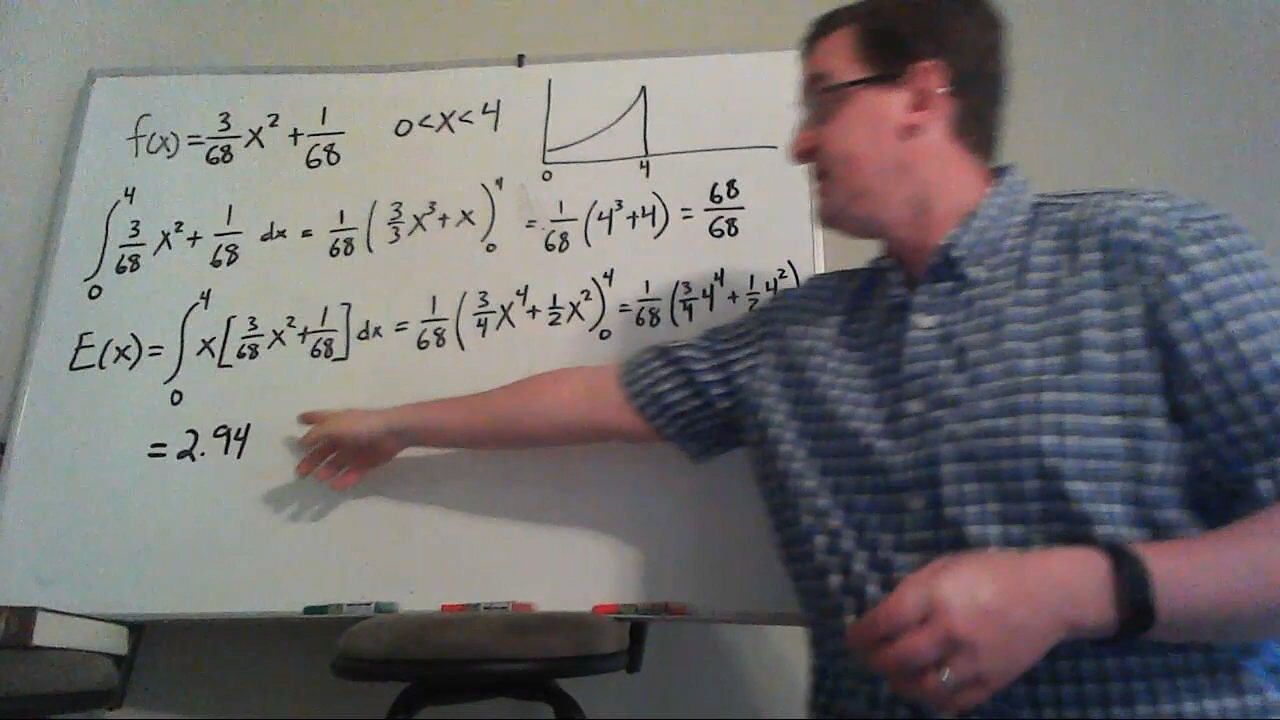 f(x) = 3/68 x² + 1/68   0<x<4
0   4
∫₀⁴ 3/68 x² + 1/68 dx = 1/68 (3/3 x³ + x)₀⁴ = 1/68 (4³+4) = 68/68
E(x) = ∫₀⁴ x[3/68 x² + 1/68] dx = 1/68 (3/4 x⁴ + 1/2 x²)₀⁴ = 1/68 (3/4 4⁴ + 1/2 4²)
= 2.94